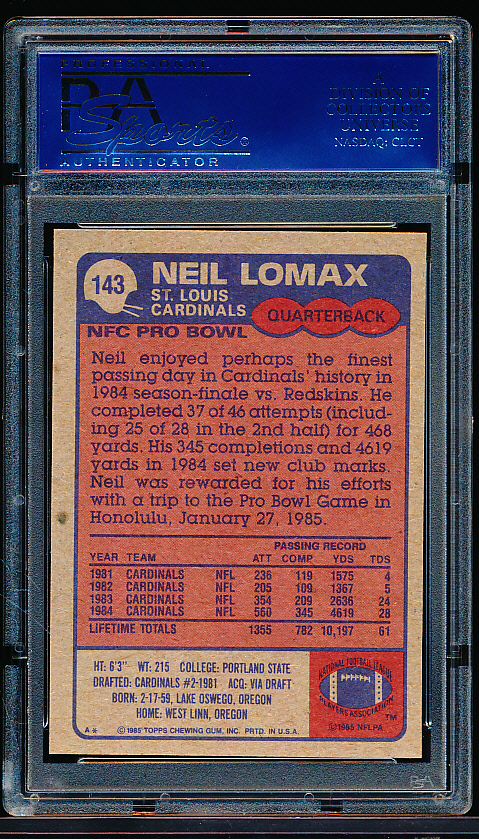 PROFESSIONAL
PSA
Sports©
AUTHENTICATOR
A
DIVISION OF
COLLECTORS
UNIVERSE
NASDAQ: CLCT
143
NEIL LOMAX
ST. LOUIS
CARDINALS
QUARTERBACK
NFC PRO BOWL
Neil enjoyed perhaps the finest
passing day in Cardinals' history in
1984 season-finale vs. Redskins. He
completed 37 of 46 attempts (includ-
ing 25 of 28 in the 2nd half) for 468
yards. His 345 completions and 4619
yards in 1984 set new club marks.
Neil was rewarded for his efforts
with a trip to the Pro Bowl Game in
Honolulu, January 27, 1985.
PASSING RECORD
YEAR TEAM ATT COMP YDS TDS
1981 CARDINALS NFL 236 119 1575 4
1982 CARDINALS NFL 205 109 1367 5
1983 CARDINALS NFL 354 209 2636 24
1984 CARDINALS NFL 560 345 4619 28
LIFETIME TOTALS 1355 782 10,197 61
HT: 6'3" WT: 215 COLLEGE: PORTLAND STATE
DRAFTED: CARDINALS #2-1981 ACQ: VIA DRAFT
BORN: 2-17-59, LAKE OSWEGO, OREGON
HOME: WEST LINN, OREGON
NATIONAL FOOTBALL LEAGUE
PLAYERS ASSOCIATION
™
©1985 NFLPA
A* ©1985 TOPPS CHEWING GUM, INC. PRTD. IN U.S.A.
PSA